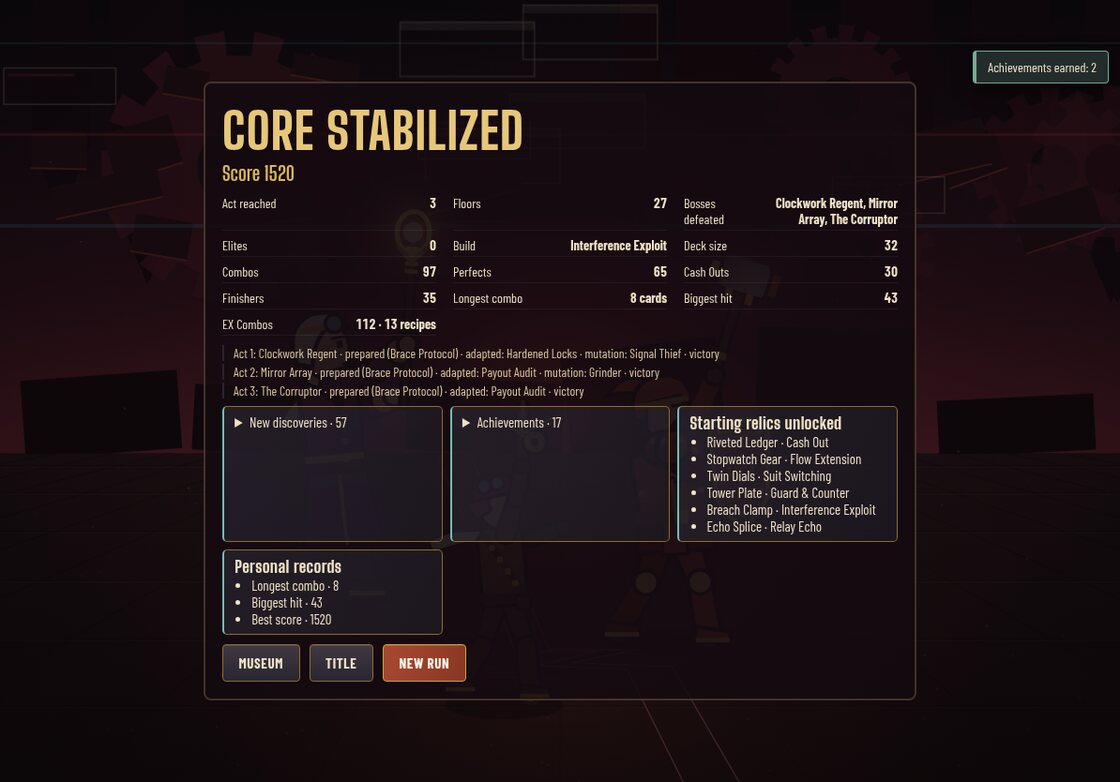 Achievements earned: 2
CORE STABILIZED
Score 1520
Act reached 3 Floors 27 Bosses defeated Clockwork Regent, Mirror Array, The Corruptor
Elites 0 Build Interference Exploit Deck size 32
Combos 97 Perfects 65 Cash Outs 30
Finishers 35 Longest combo 8 cards Biggest hit 43
EX Combos 112 · 13 recipes
Act 1: Clockwork Regent · prepared (Brace Protocol) · adapted: Hardened Locks · mutation: Signal Thief · victory
Act 2: Mirror Array · prepared (Brace Protocol) · adapted: Payout Audit · mutation: Grinder · victory
Act 3: The Corruptor · prepared (Brace Protocol) · adapted: Payout Audit · victory
▶ New discoveries · 57
▶ Achievements · 17
Starting relics unlocked
• Riveted Ledger · Cash Out
• Stopwatch Gear · Flow Extension
• Twin Dials · Suit Switching
• Tower Plate · Guard & Counter
• Breach Clamp · Interference Exploit
• Echo Splice · Relay Echo
Personal records
• Longest combo · 8
• Biggest hit · 43
• Best score · 1520
MUSEUM TITLE NEW RUN